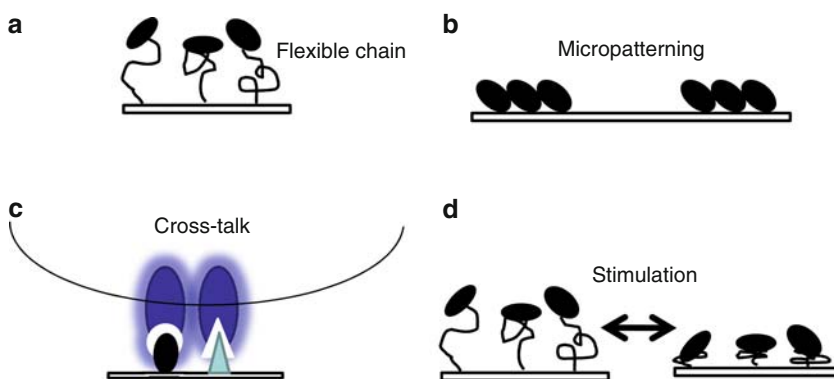 a
Flexible chain
b
Micropatterning
c
Cross-talk
d
Stimulation